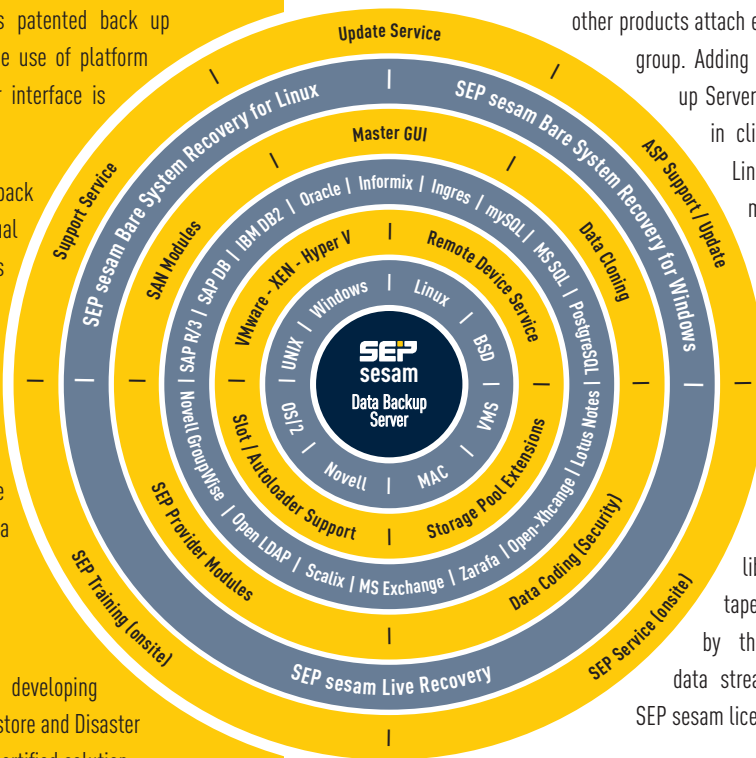 s patented back up
e use of platform
r interface is
back
ual
s
e
a
developing
store and Disaster
ertified solution
other products attach e
group. Adding
up Server
in cli
Lin
m
lib
tape
by th
data strea
SEP sesam lice
Update Service
ASP Support / Update
SEP Service (onsite)
SEP Training (onsite)
Support Service
SEP sesam Bare System Recovery for Linux
SEP sesam Bare System Recovery for Windows
SEP sesam Live Recovery
Master GUI
Data Cloning
Data Coding (Security)
SEP Provider Modules
SAN Modules
Novell GroupWise | SAP R/3 | SAP DB | IBM DB2 | Oracle | Informix | Ingres | mySQL | MS SQL | PostgreSQL | Lotus Notes |
Open LDAP | Scalix | MS Exchange | Zarafa | Open-Xhcange |
VMware - XEN - Hyper V
Remote Device Service
Storage Pool Extensions
Slot / Autoloader Support
OS/2 | UNIX | Windows | Linux | BSD | VMS
Novell | MAC
SEP
sesam
Data Backup
Server